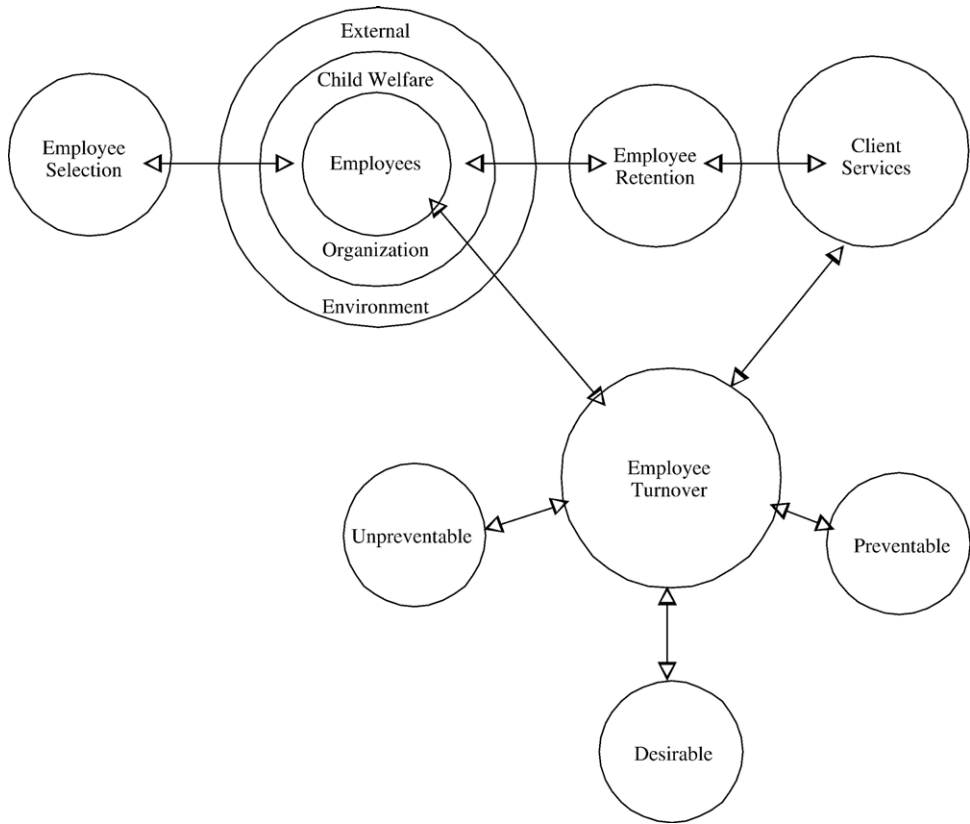 External
Child Welfare
Employees
Organization
Environment
Employee
Selection
Employee
Retention
Client
Services
Employee
Turnover
Unpreventable
Preventable
Desirable